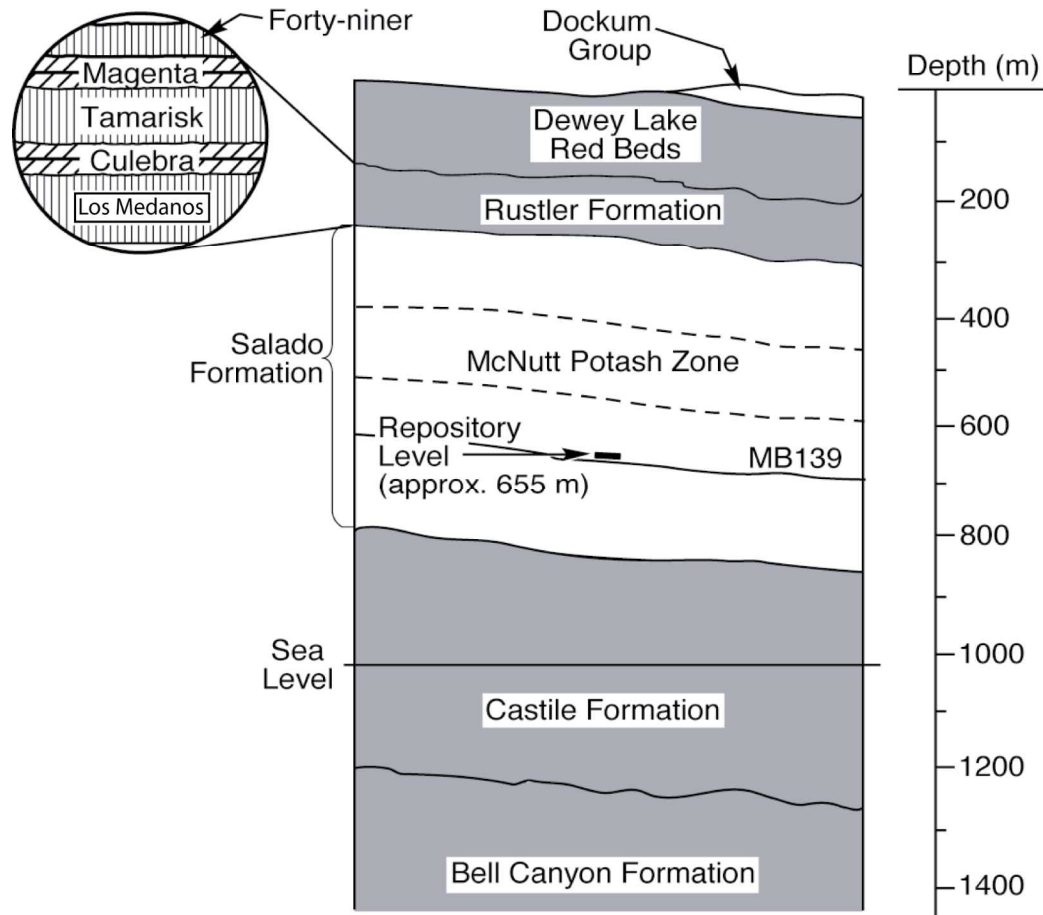 Forty-niner
Magenta
Tamarisk
Culebra
Los Medanos
Dockum
Group
Depth (m)
Dewey Lake
Red Beds
Rustler Formation
200
400
600
800
1000
1200
1400
Salado
Formation
McNutt Potash Zone
Repository
Level
(approx. 655 m)
MB139
Sea
Level
Castile Formation
Bell Canyon Formation